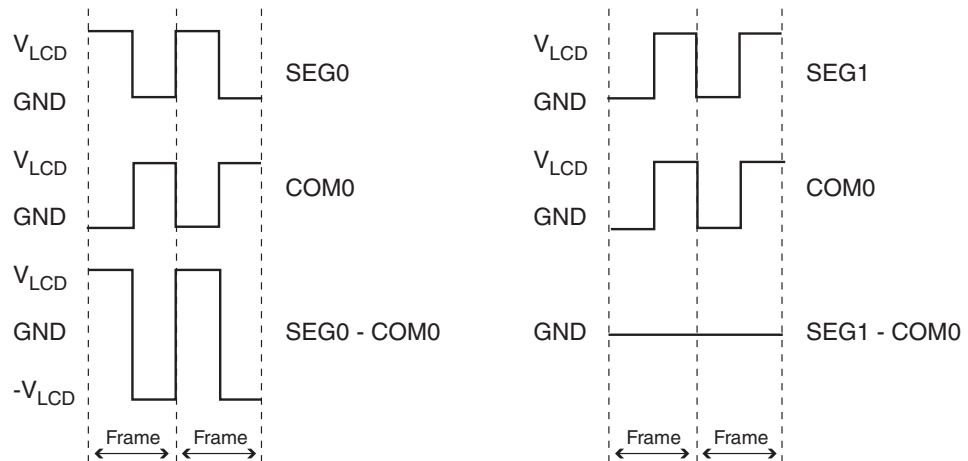 V_LCD
GND
SEG0
V_LCD
GND
COM0
V_LCD
GND
-V_LCD
SEG0 - COM0
Frame
Frame
V_LCD
GND
SEG1
V_LCD
GND
COM0
GND
SEG1 - COM0
Frame
Frame